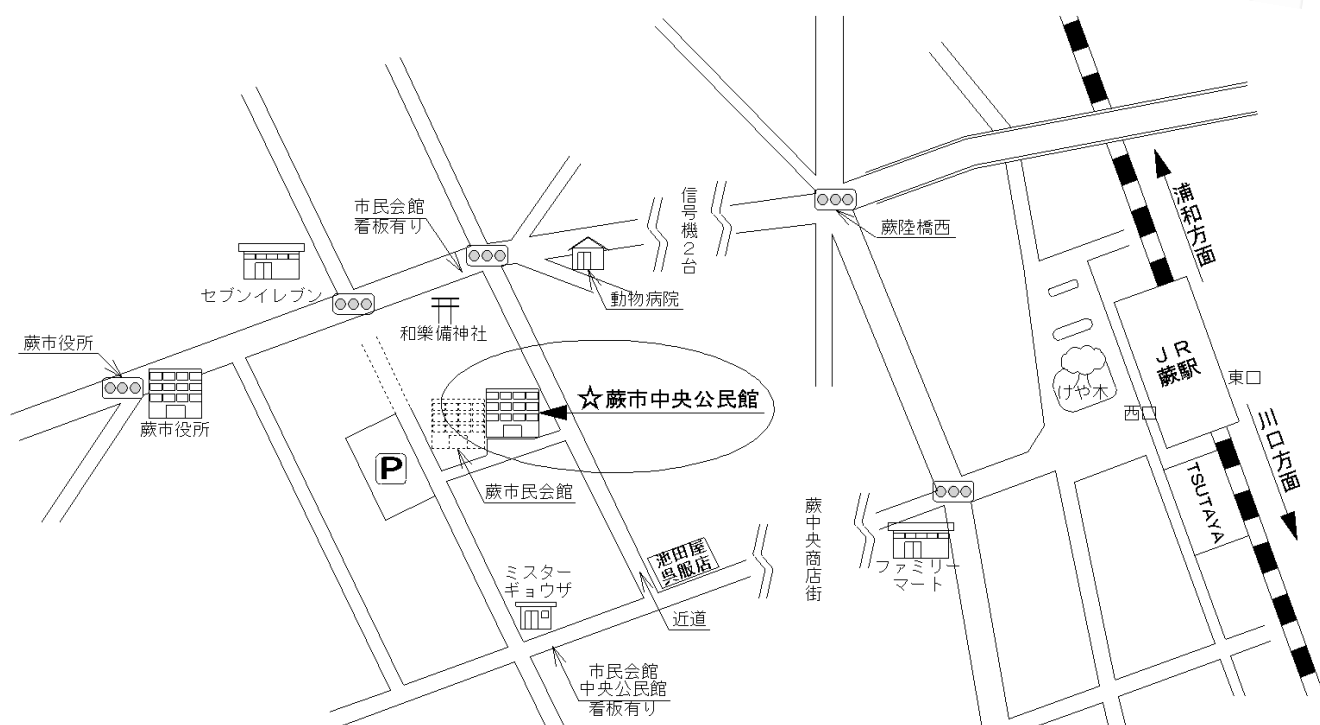 市民会館
看板有り
信号機2台
蕨陸橋西
浦和方面
セブンイレブン
動物病院
和樂備神社
蕨市役所
蕨市役所
JR
蕨駅
東口
西口
けや木
☆蕨市中央公民館
川口方面
P
蕨市民会館
TSUTAYA
蕨中央商店街
ファミリー
マート
池田屋
呉服店
ミスター
ギョウザ
近道
市民会館
中央公民館
看板有り